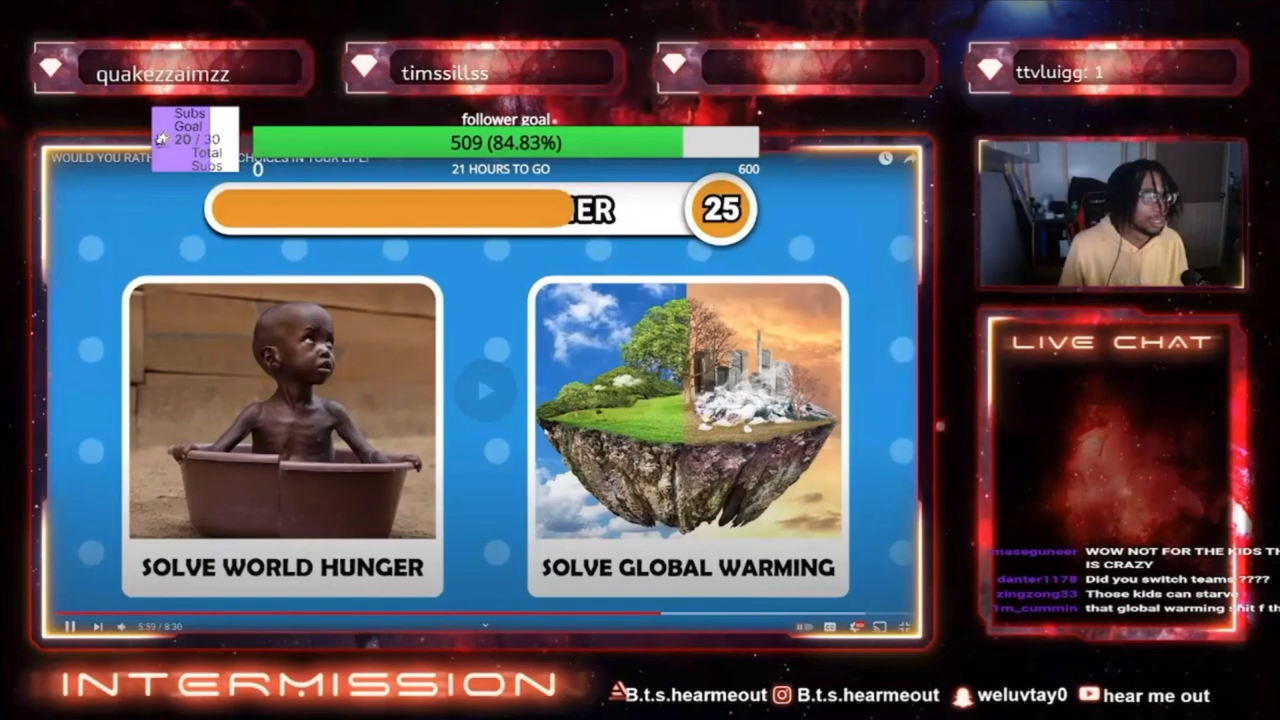 quakezzaimzz
timssillss
ttvluigg: 1
Subs
Goal
20 / 30
Total
Subs
follower goal
509 (84.83%)
0
21 HOURS TO GO
600
WOULD YOU RATH
CHOICES IN YOUR LIFE!
ER
25
SOLVE WORLD HUNGER
SOLVE GLOBAL WARMING
5:59 / 8:30
LIVE CHAT
maseguneer WOW NOT FOR THE KIDS TH
IS CRAZY
danter1178 Did you switch teams ????
zingzong33 Those kids can starve
1m_cummin that global warming shit f th
INTERMISSION
B.t.s.hearmeout B.t.s.hearmeout weluvtay0 hear me out